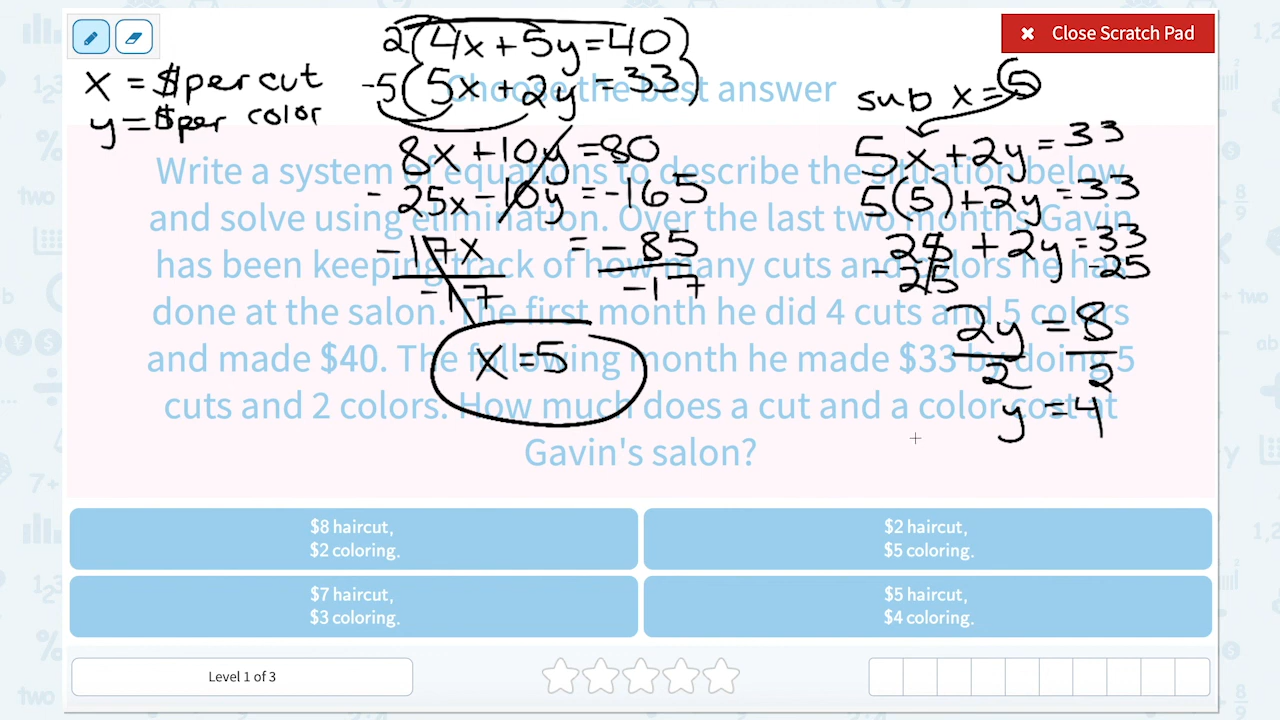 Close Scratch Pad
Choose the best answer
Write a system of equations to describe the situation below
and solve using elimination. Over the last two months Gavin
has been keeping track of how many cuts and colors he has
done at the salon. The first month he did 4 cuts and 5 colors
and made $40. The following month he made $33 by doing 5
cuts and 2 colors. How much does a cut and a color cost at
Gavin's salon?
x = $ per cut
y = $ per color
2(4x + 5y = 40)
-5(5x + 2y = 33)
8x + 10y = 80
- 25x - 10y = -165
-17x = -85
-17 -17
x = 5
sub x = 5
5x + 2y = 33
5(5) + 2y = 33
25 + 2y = 33
-25 -25
2y = 8
2 2
y = 4
$8 haircut,
$2 coloring.
$2 haircut,
$5 coloring.
$7 haircut,
$3 coloring.
$5 haircut,
$4 coloring.
Level 1 of 3